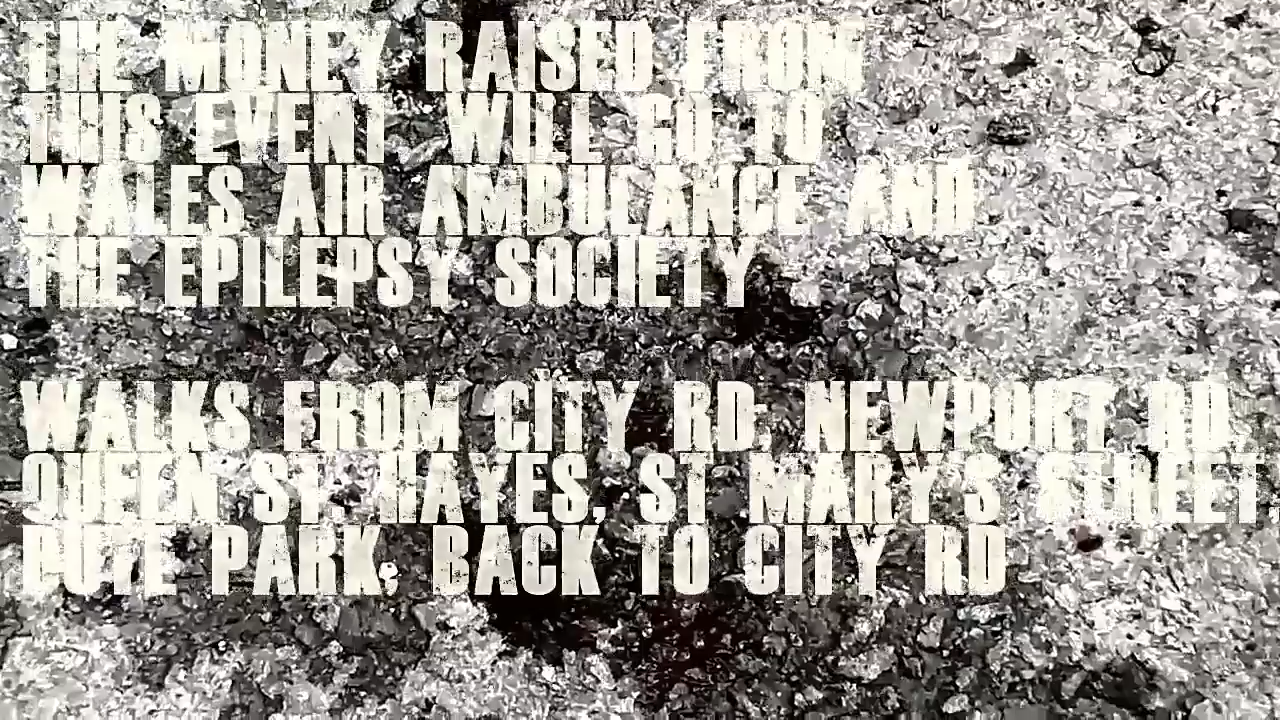 THE MONEY RAISED FROM
THIS EVENT WILL GO TO
WALES AIR AMBULANCE AND
THE EPILEPSY SOCIETY
WALKS FROM CITY RD, NEWPORT RD
QUEEN ST. HAYES, ST MARY'S STREET,
BUTE PARK, BACK TO CITY RD